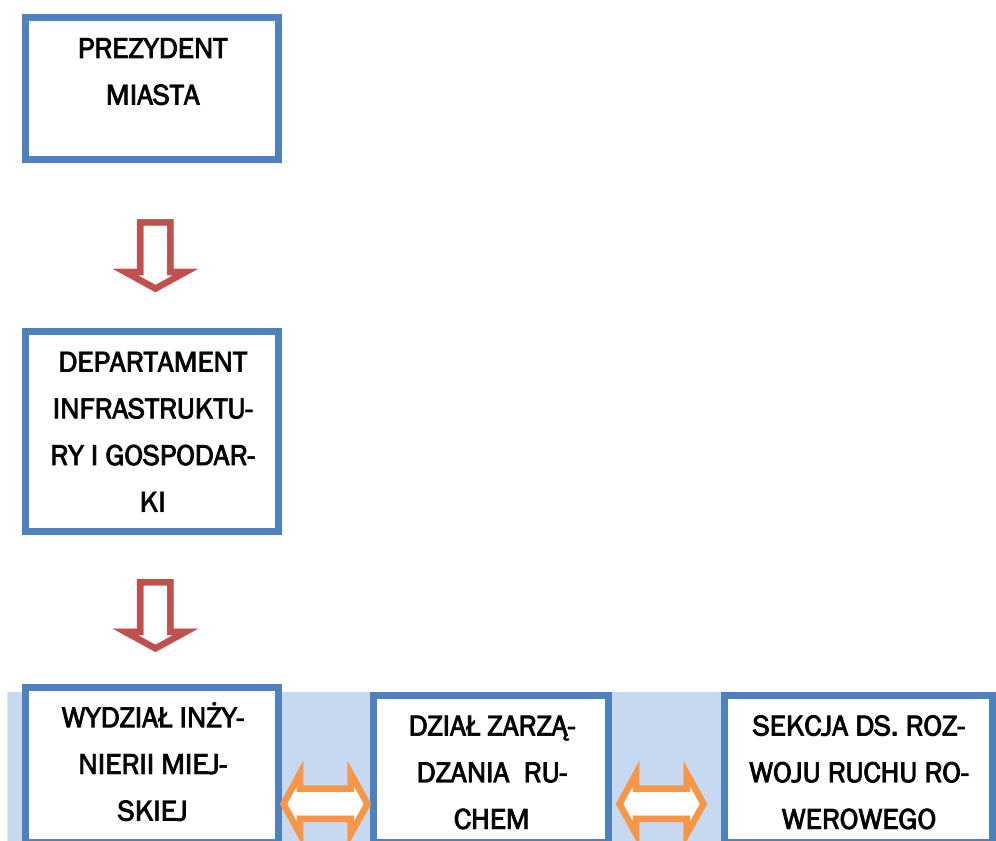 PREZYDENT
MIASTA
DEPARTAMENT
INFRASTRUKTU-
RY I GOSPODAR-
KI
WYDZIAŁ INŻY-
NIERII MIEJ-
SKIEJ
DZIAŁ ZARZĄ-
DZANIA RU-
CHEM
SEKCJA DS. ROZ-
WOJU RUCHU RO-
WEROWEGO